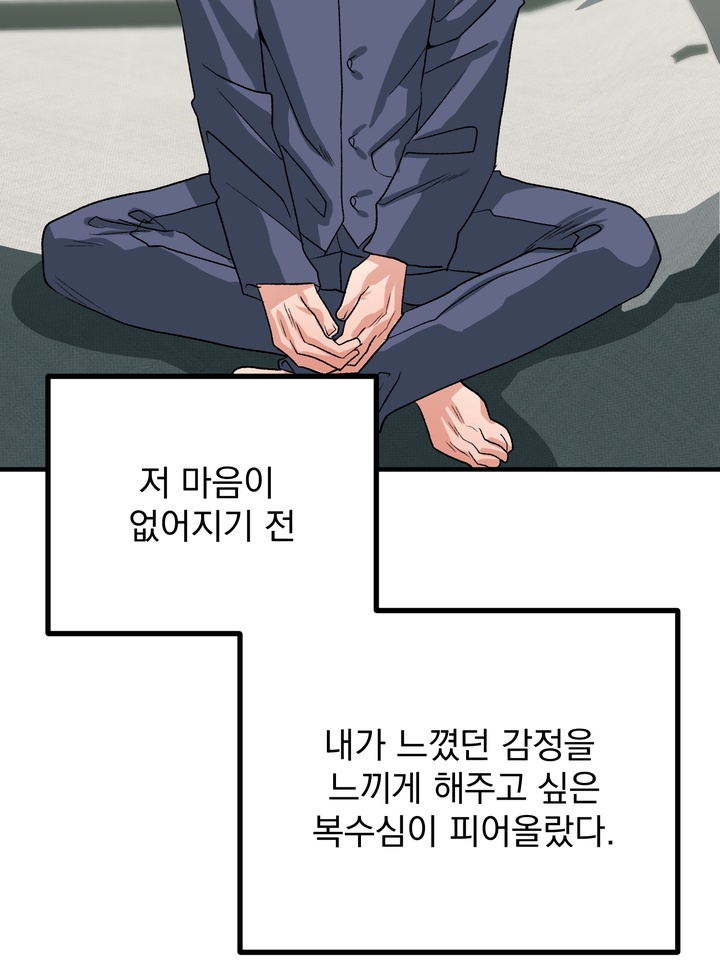 저 마음이
없어지기 전
내가 느꼈던 감정을
느끼게 해주고 싶은
복수심이 피어올랐다.